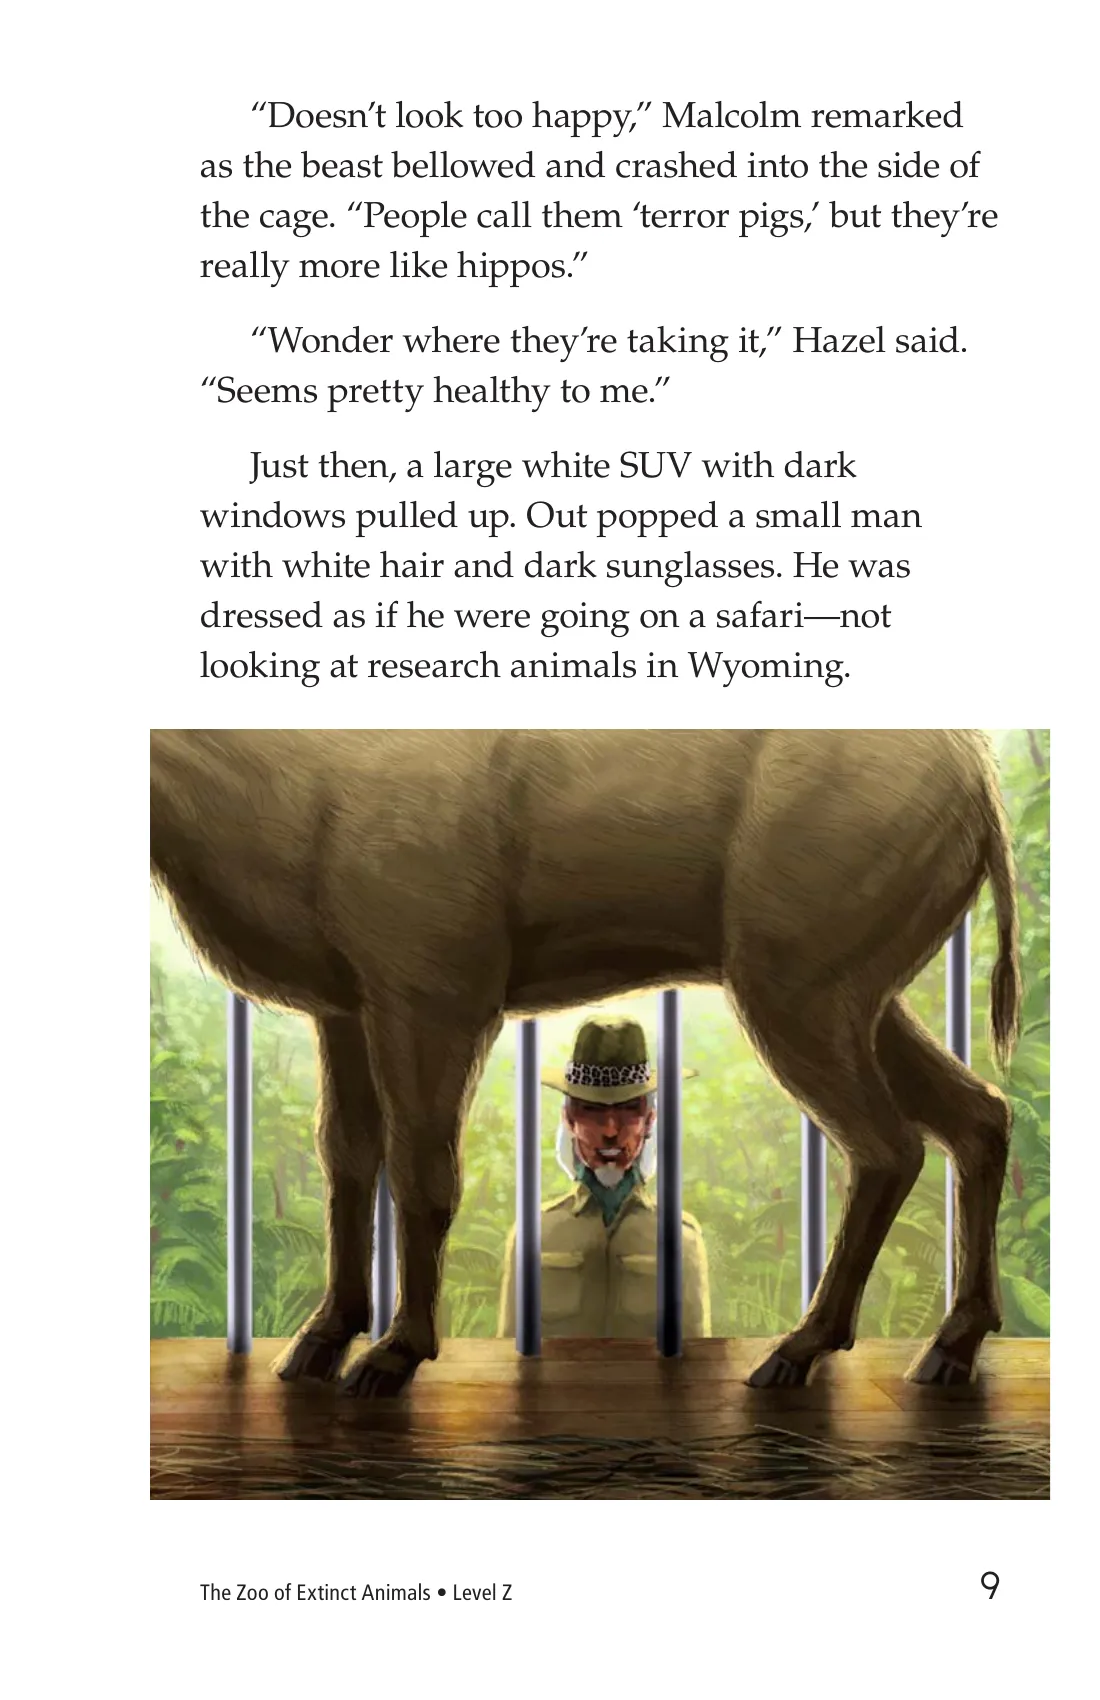 “Doesn’t look too happy,” Malcolm remarked
as the beast bellowed and crashed into the side of
the cage. “People call them ‘terror pigs,’ but they’re
really more like hippos.”
“Wonder where they’re taking it,” Hazel said.
“Seems pretty healthy to me.”
Just then, a large white SUV with dark
windows pulled up. Out popped a small man
with white hair and dark sunglasses. He was
dressed as if he were going on a safari—not
looking at research animals in Wyoming.
The Zoo of Extinct Animals • Level Z
9